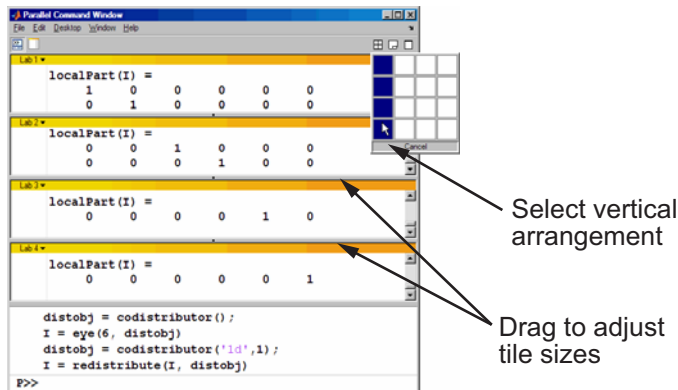 Parallel Command Window
File Edit Desktop Window Help
Lab 1
localPart(I) =
1 0 0 0 0 0
0 1 0 0 0 0
Lab 2
localPart(I) =
0 0 1 0 0 0
0 0 0 1 0 0
Lab 3
localPart(I) =
0 0 0 0 1 0
Lab 4
localPart(I) =
0 0 0 0 0 1
distobj = codistributor();
I = eye(6, distobj)
distobj = codistributor('1d',1);
I = redistribute(I, distobj)
P>>
Cancel
Select vertical
arrangement
Drag to adjust
tile sizes